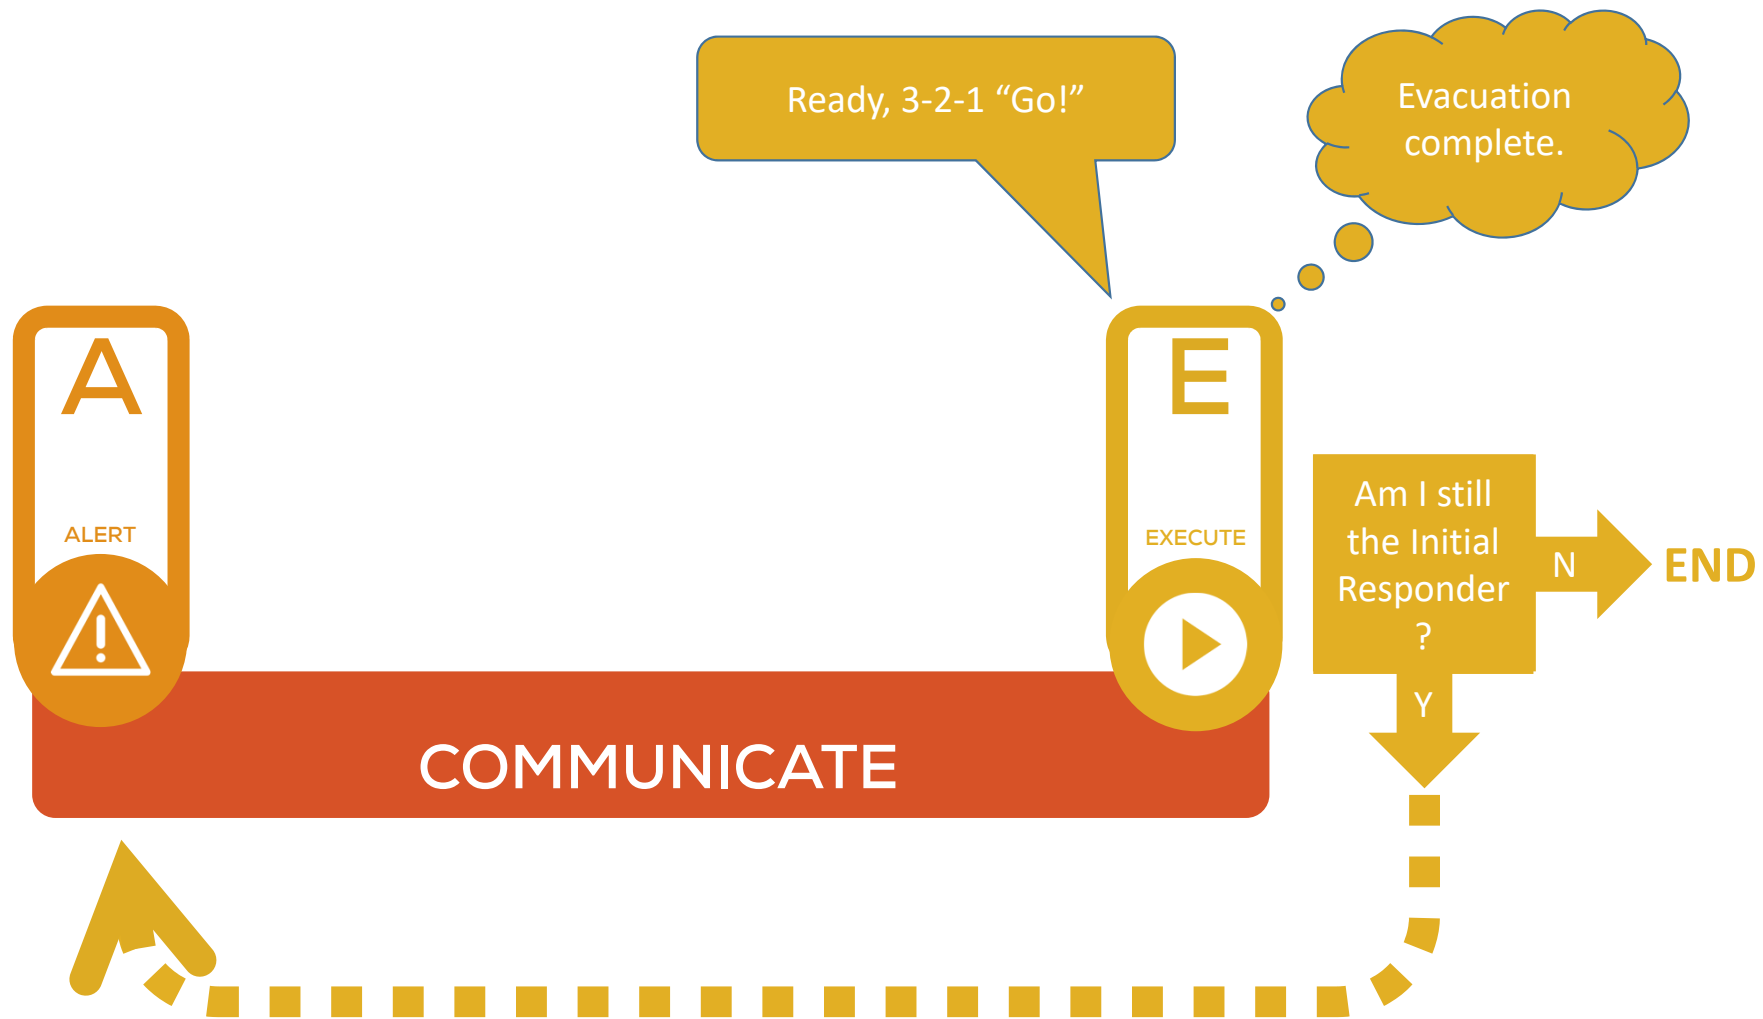 Ready, 3-2-1 “Go!”
Evacuation
complete.
A
ALERT
E
EXECUTE
Am I still
the Initial
Responder
?
N
END
Y
COMMUNICATE